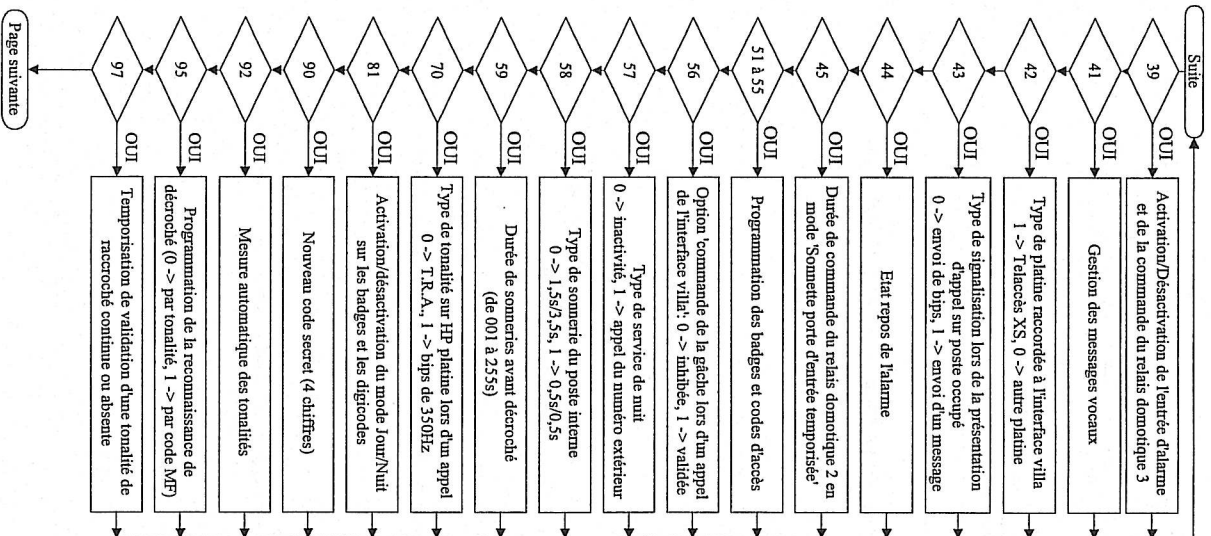 Suite
39
OUI
Activation/Désactivation de l'entrée d'alarme
et de la commande du relais domotique 3
41
OUI
Gestion des messages vocaux
42
OUI
Type de platine raccordée à l'interface villa
1 -> Telaccès XS, 0 -> autre platine
43
OUI
Type de signalisation lors de la présentation
d'appel sur poste occupé
0 -> envoi de bips, 1 -> envoi d'un message
44
OUI
Etat repos de l'alarme
45
OUI
Durée de commande du relais domotique 2 en
mode 'Sonnette porte d'entrée temporisée'
51 à 55
OUI
Programmation des badges et codes d'accès
56
OUI
Option 'commande de la gâche lors d'un appel
de l'interface villa': 0 -> inhibée, 1 -> validée
57
OUI
Type de service de nuit
0 -> inactivité, 1 -> appel du numéro extérieur
58
OUI
Type de sonnerie du poste interne
0 -> 1,5s/3,5s, 1 -> 0,5s/0,5s
59
OUI
Durée de sonneries avant décroché
(de 001 à 255s)
70
OUI
Type de tonalité sur HP platine lors d'un appel
0 -> T.R.A., 1 -> bips de 350Hz
81
OUI
Activation/désactivation du mode Jour/Nuit
sur les badges et les digicodes
90
OUI
Nouveau code secret (4 chiffres)
92
OUI
Mesure automatique des tonalités
95
OUI
Programmation de la reconnaissance de
décroché (0 -> par tonalité, 1 -> par code MF)
97
OUI
Temporisation de validation d'une tonalité de
raccroché continue ou absente
Page suivante